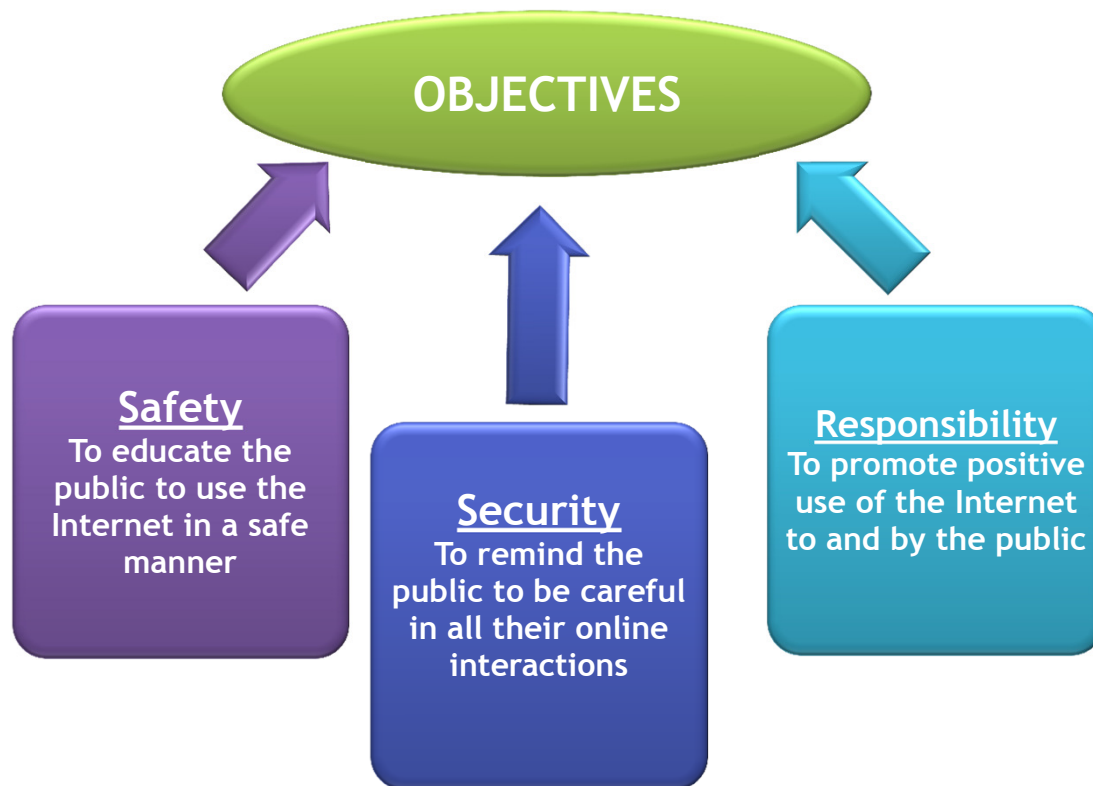 OBJECTIVES
Safety
To educate the
public to use the
Internet in a safe
manner
Security
To remind the
public to be careful
in all their online
interactions
Responsibility
To promote positive
use of the Internet
to and by the public